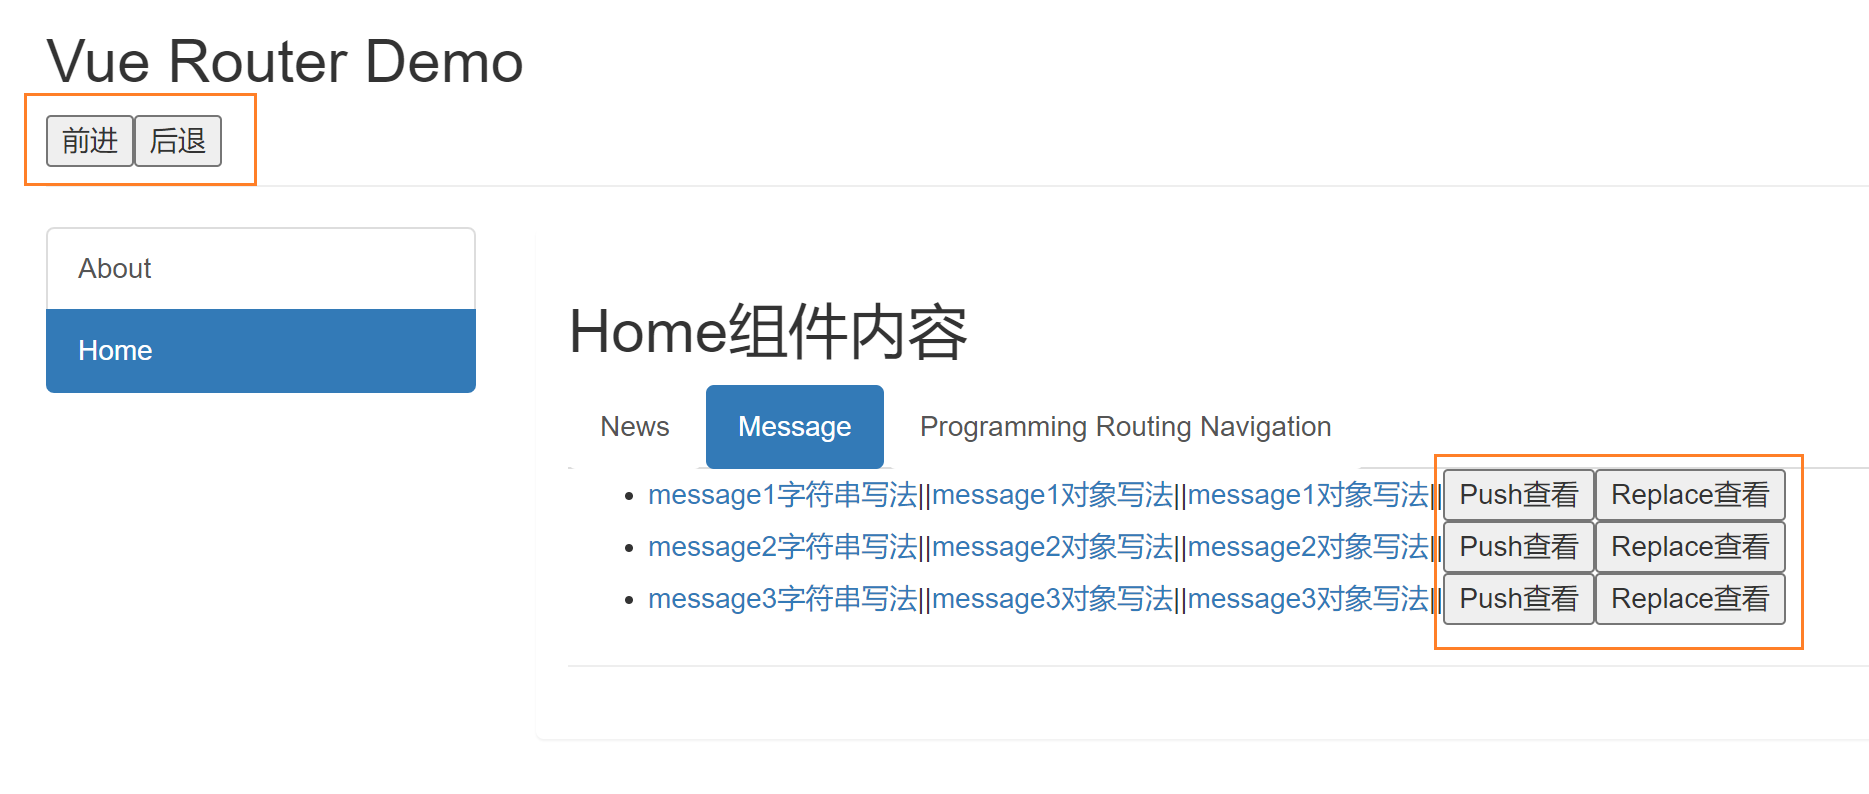 Vue Router Demo
前进 后退
About
Home
Home组件内容
News Message Programming Routing Navigation
message1字符串写法||message1对象写法||message1对象写法|| Push查看 Replace查看
message2字符串写法||message2对象写法||message2对象写法|| Push查看 Replace查看
message3字符串写法||message3对象写法||message3对象写法|| Push查看 Replace查看